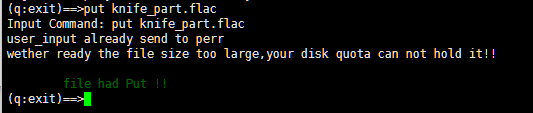 (q:exit)==>put knife_part.flac
Input Command: put knife_part.flac
user_input already send to perr
wether ready the file size too large,your disk quota can not hold it!!
file had Put !!
(q:exit)==>